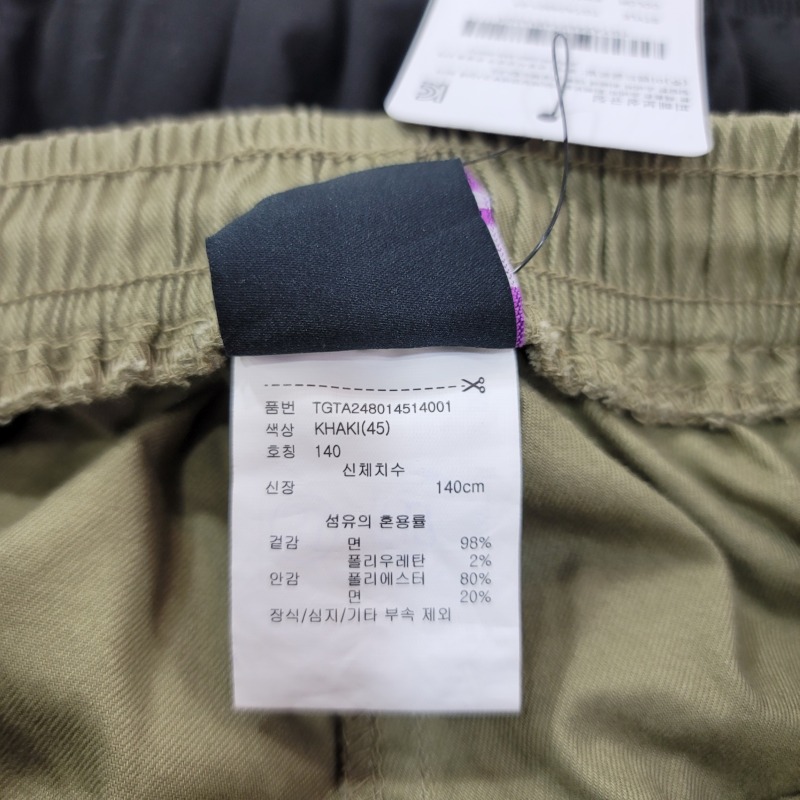 품번 TGTA248014514001
색상 KHAKI(45)
호칭 140
신체치수
신장 140cm
섬유의 혼용률
겉감 면 98%
폴리우레탄 2%
안감 폴리에스터 80%
면 20%
장식/심지/기타 부속 제외